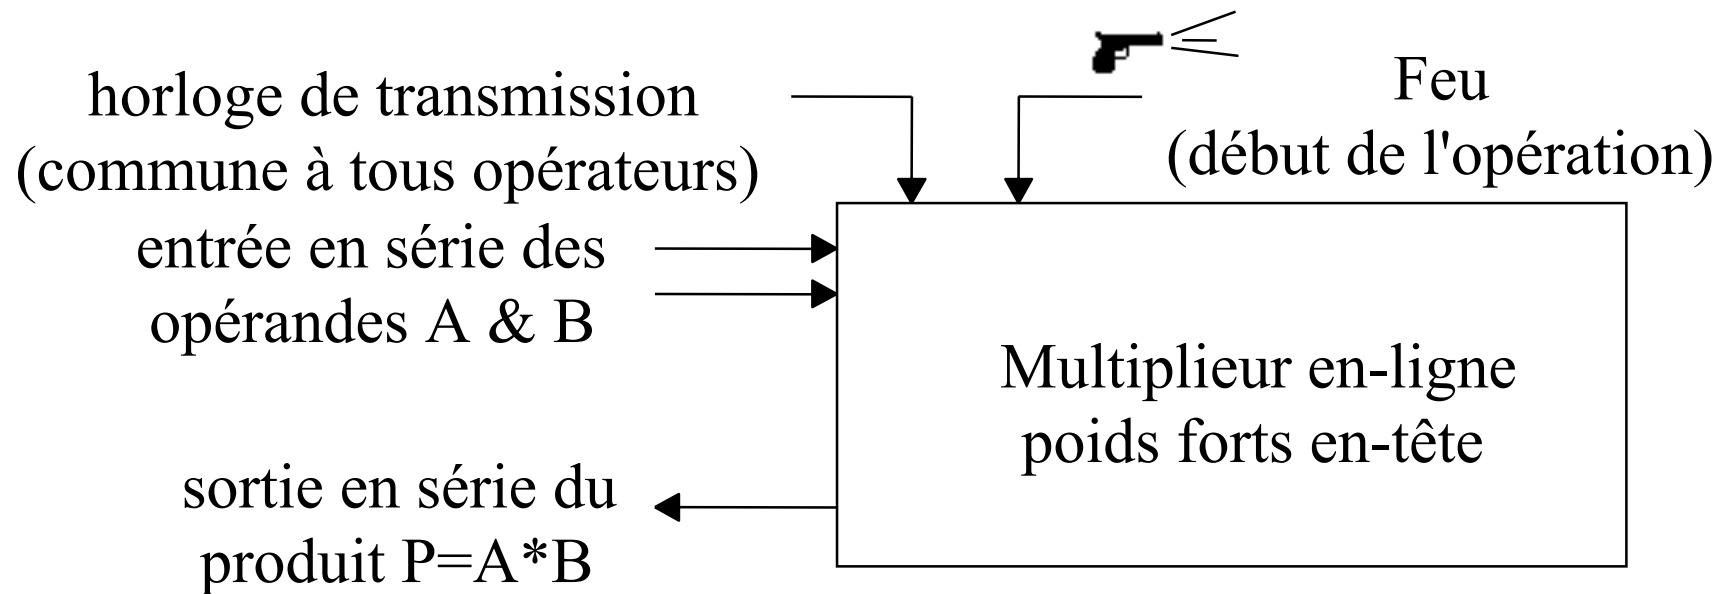 horloge de transmission
(commune à tous opérateurs)
Feu
(début de l'opération)
entrée en série des
opérandes A & B
Multiplieur en-ligne
poids forts en-tête
sortie en série du
produit P=A*B